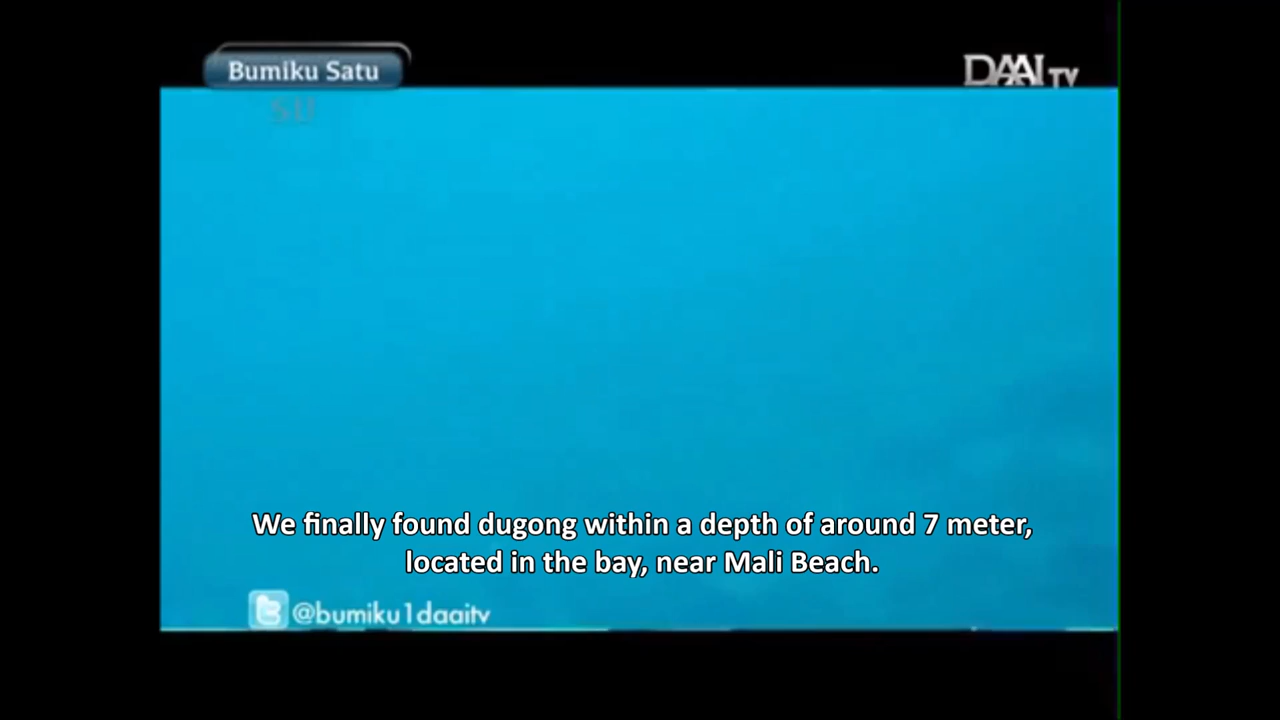 Bumiku Satu
DAAI TV
SU
We finally found dugong within a depth of around 7 meter,
located in the bay, near Mali Beach.
@bumiku1daaitv